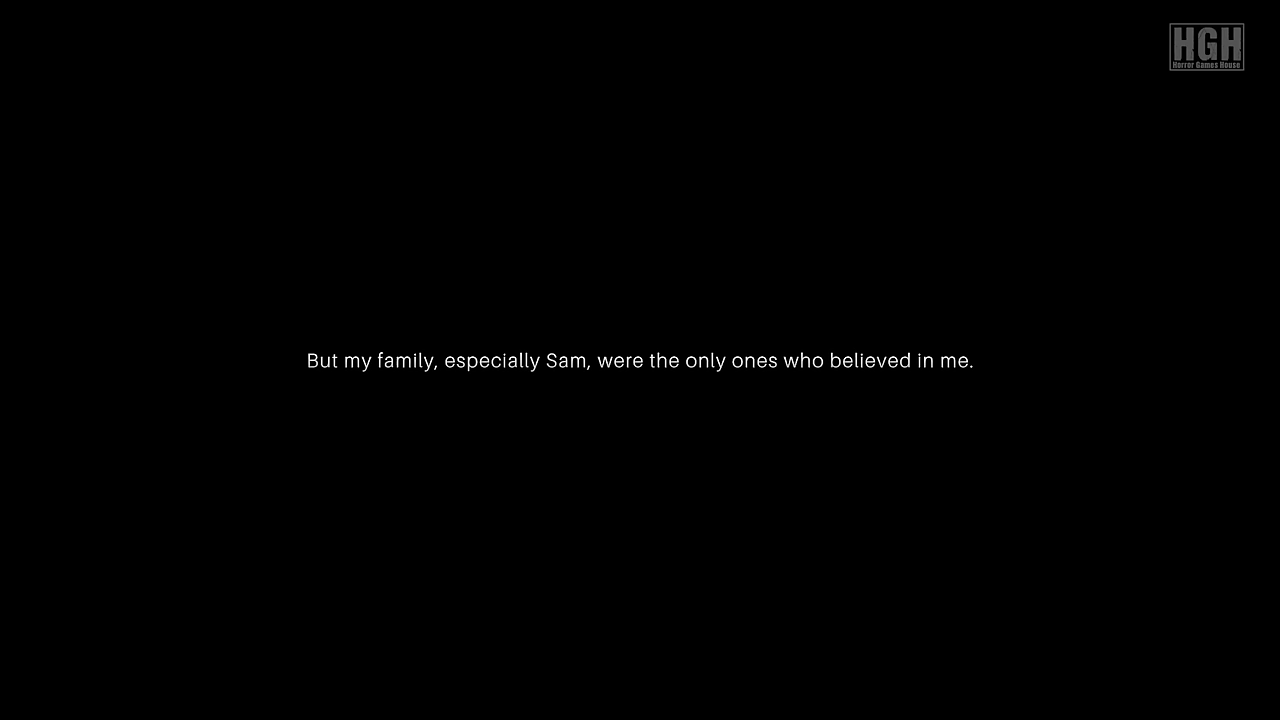 HGH
Horror Games House
But my family, especially Sam, were the only ones who believed in me.